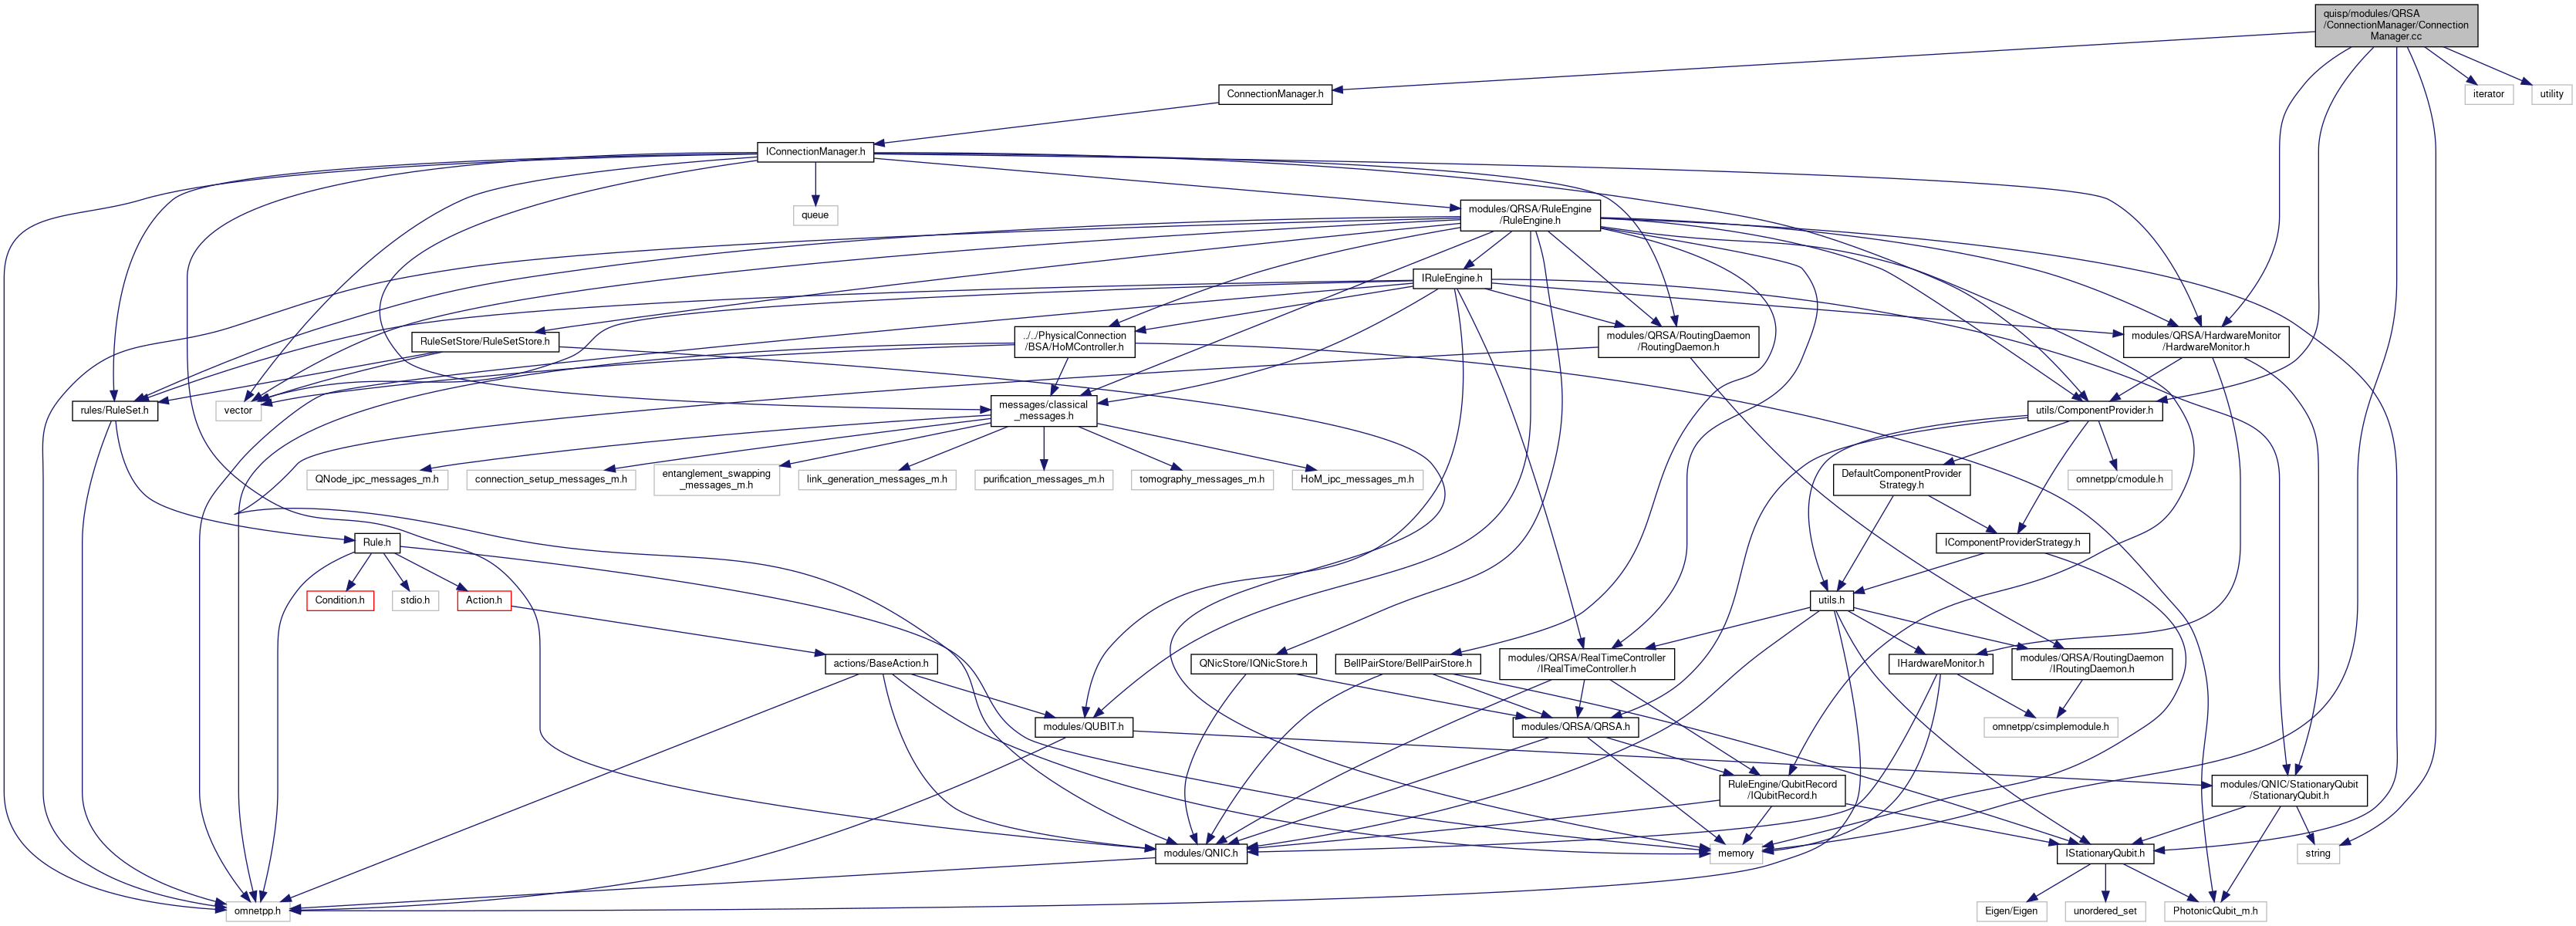 quisp/modules/QRSA
/ConnectionManager/Connection
Manager.cc
ConnectionManager.h
iterator
utility
IConnectionManager.h
queue
modules/QRSA/RuleEngine
/RuleEngine.h
IRuleEngine.h
RuleSetStore/RuleSetStore.h
../../PhysicalConnection
/BSA/HoMController.h
modules/QRSA/RoutingDaemon
/RoutingDaemon.h
modules/QRSA/HardwareMonitor
/HardwareMonitor.h
rules/RuleSet.h
vector
messages/classical
_messages.h
utils/ComponentProvider.h
QNode_ipc_messages_m.h
connection_setup_messages_m.h
entanglement_swapping
_messages_m.h
link_generation_messages_m.h
purification_messages_m.h
tomography_messages_m.h
HoM_ipc_messages_m.h
DefaultComponentProvider
Strategy.h
omnetpp/cmodule.h
Rule.h
IComponentProviderStrategy.h
Condition.h
stdio.h
Action.h
utils.h
actions/BaseAction.h
QNicStore/IQNicStore.h
BellPairStore/BellPairStore.h
modules/QRSA/RealTimeController
/IRealTimeController.h
IHardwareMonitor.h
modules/QRSA/RoutingDaemon
/IRoutingDaemon.h
modules/QUBIT.h
modules/QRSA/QRSA.h
omnetpp/csimplemodule.h
RuleEngine/QubitRecord
/IQubitRecord.h
modules/QNIC/StationaryQubit
/StationaryQubit.h
modules/QNIC.h
memory
IStationaryQubit.h
string
omnetpp.h
Eigen/Eigen
unordered_set
PhotonicQubit_m.h